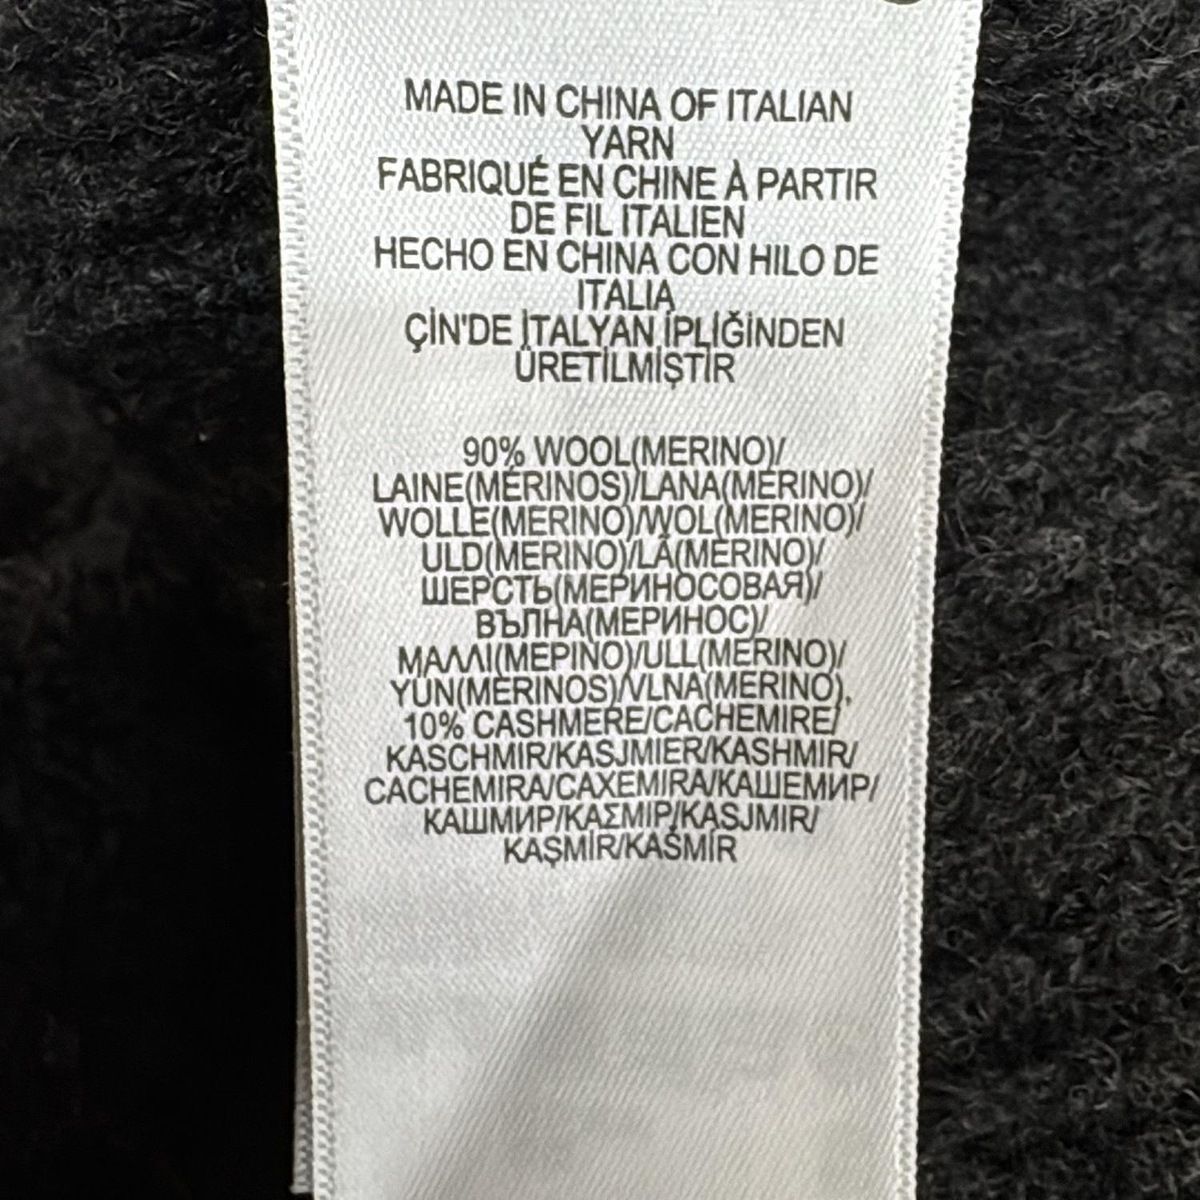 MADE IN CHINA OF ITALIAN
YARN
FABRIQUÉ EN CHINE À PARTIR
DE FIL ITALIEN
HECHO EN CHINA CON HILO DE
ITALIA
ÇİN'DE İTALYAN İPLİĞİNDEN
ÜRETİLMİŞTİR
90% WOOL(MERINO)/
LAINE(MÉRINOS)/LANA(MERINO)/
WOLLE(MERINO)/WOL(MERINO)/
ULD(MERINO)/LÃ(MERINO)/
ШЕРСТЬ(МЕРИНОСОВАЯ)/
ВЪЛНА(МЕРИНОС)/
ΜΑΛΛΙ(ΜΕΡΙΝΟ)/ULL(MERINO)/
YÜN(MERINOS)/VLNA(MERINO),
10% CASHMERE/CACHEMIRE/
KASCHMIR/KASJMIER/KASHMIR/
CACHEMIRA/CAXEMIRA/КАШЕМИР/
КАШМИР/ΚΑΣΜΙΡ/KASJMIR/
KAŞMİR/KAŠMÍR